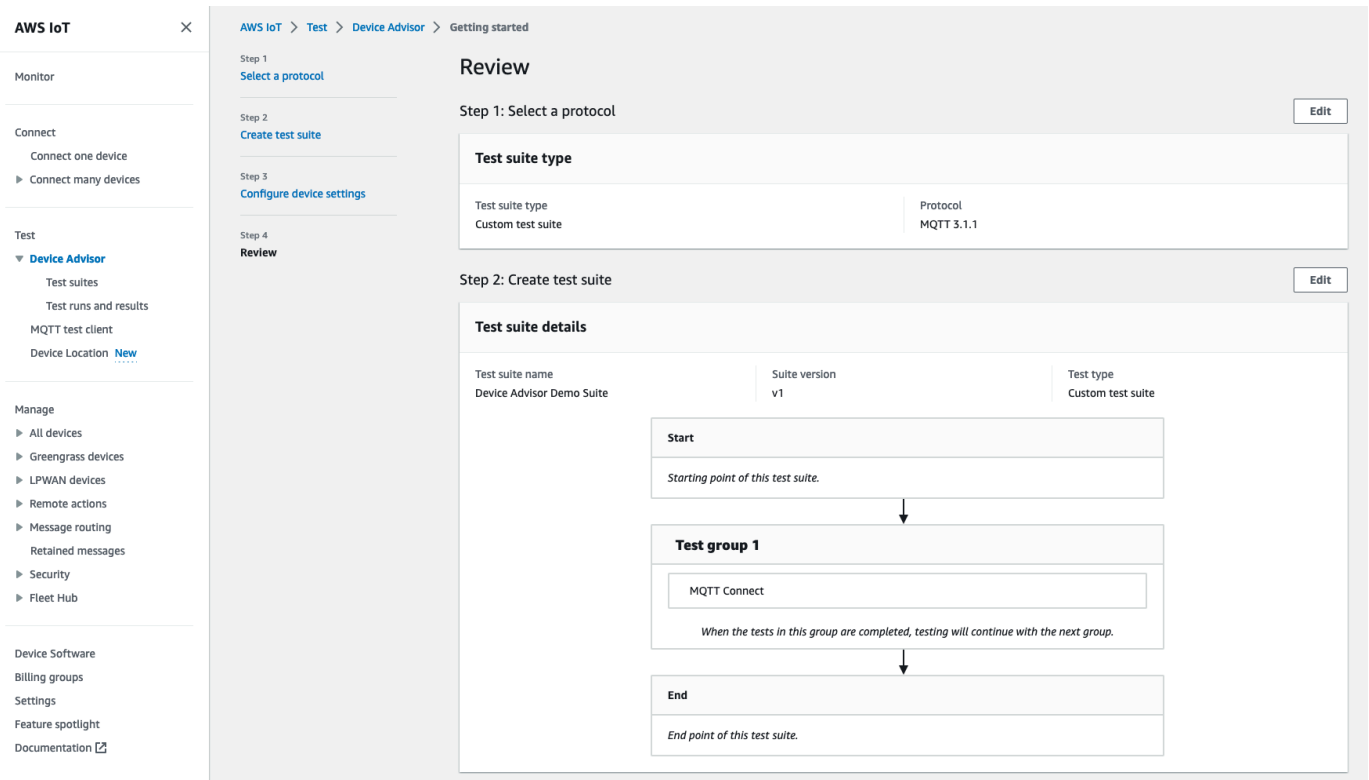 AWS IoT
Monitor
Connect
Connect one device
Connect many devices
Test
Device Advisor
Test suites
Test runs and results
MQTT test client
Device Location New
Manage
All devices
Greengrass devices
LPWAN devices
Remote actions
Message routing
Retained messages
Security
Fleet Hub
Device Software
Billing groups
Settings
Feature spotlight
Documentation
AWS IoT > Test > Device Advisor > Getting started
Step 1
Select a protocol
Step 2
Create test suite
Step 3
Configure device settings
Step 4
Review
Review
Step 1: Select a protocol
Edit
Test suite type
Test suite type
Custom test suite
Protocol
MQTT 3.1.1
Step 2: Create test suite
Edit
Test suite details
Test suite name
Device Advisor Demo Suite
Suite version
v1
Test type
Custom test suite
Start
Starting point of this test suite.
Test group 1
MQTT Connect
When the tests in this group are completed, testing will continue with the next group.
End
End point of this test suite.